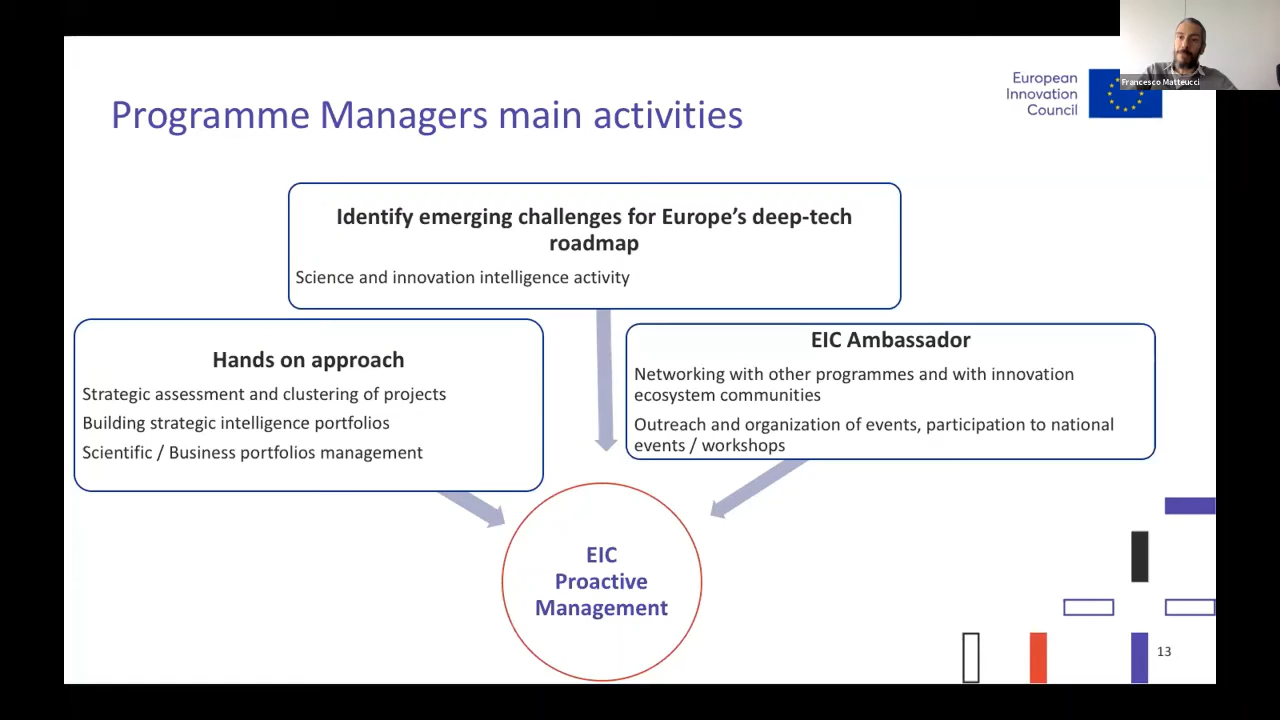 Francesco Matteucci
European
Innovation
Council
Programme Managers main activities
Identify emerging challenges for Europe’s deep-tech
roadmap
Science and innovation intelligence activity
Hands on approach
Strategic assessment and clustering of projects
Building strategic intelligence portfolios
Scientific / Business portfolios management
EIC Ambassador
Networking with other programmes and with innovation
ecosystem communities
Outreach and organization of events, participation to national
events / workshops
EIC
Proactive
Management
13